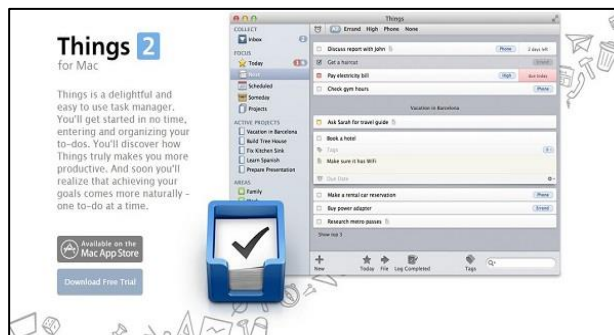 Things 2
for Mac
Things is a delightful and
easy to use task manager.
You'll get started in no time,
entering and organizing your
to-dos. You'll discover how
Things truly makes you more
productive. And soon you'll
realize that achieving your
goals comes more naturally –
one to-do at a time.
Available on the
Mac App Store
Download Free Trial
Things
COLLECT
Inbox
FOCUS
Today
Next
Scheduled
Someday
Projects
ACTIVE PROJECTS
Vacation in Barcelona
Build Tree House
Fix Kitchen Sink
Learn Spanish
Prepare Presentation
AREAS
Family
All Errand High Phone None
Discuss report with John Phone 2 days left
Get a haircut Errand
Pay electricity bill High due today
Check gym hours Phone
Vacation in Barcelona
Ask Sarah for travel guide
Book a hotel
Tags
Make sure it has WiFi
Due Date
Make a rental car reservation Phone
Buy power adapter Errand
Research metro passes
Show top 3
New Today File Log Completed Tags